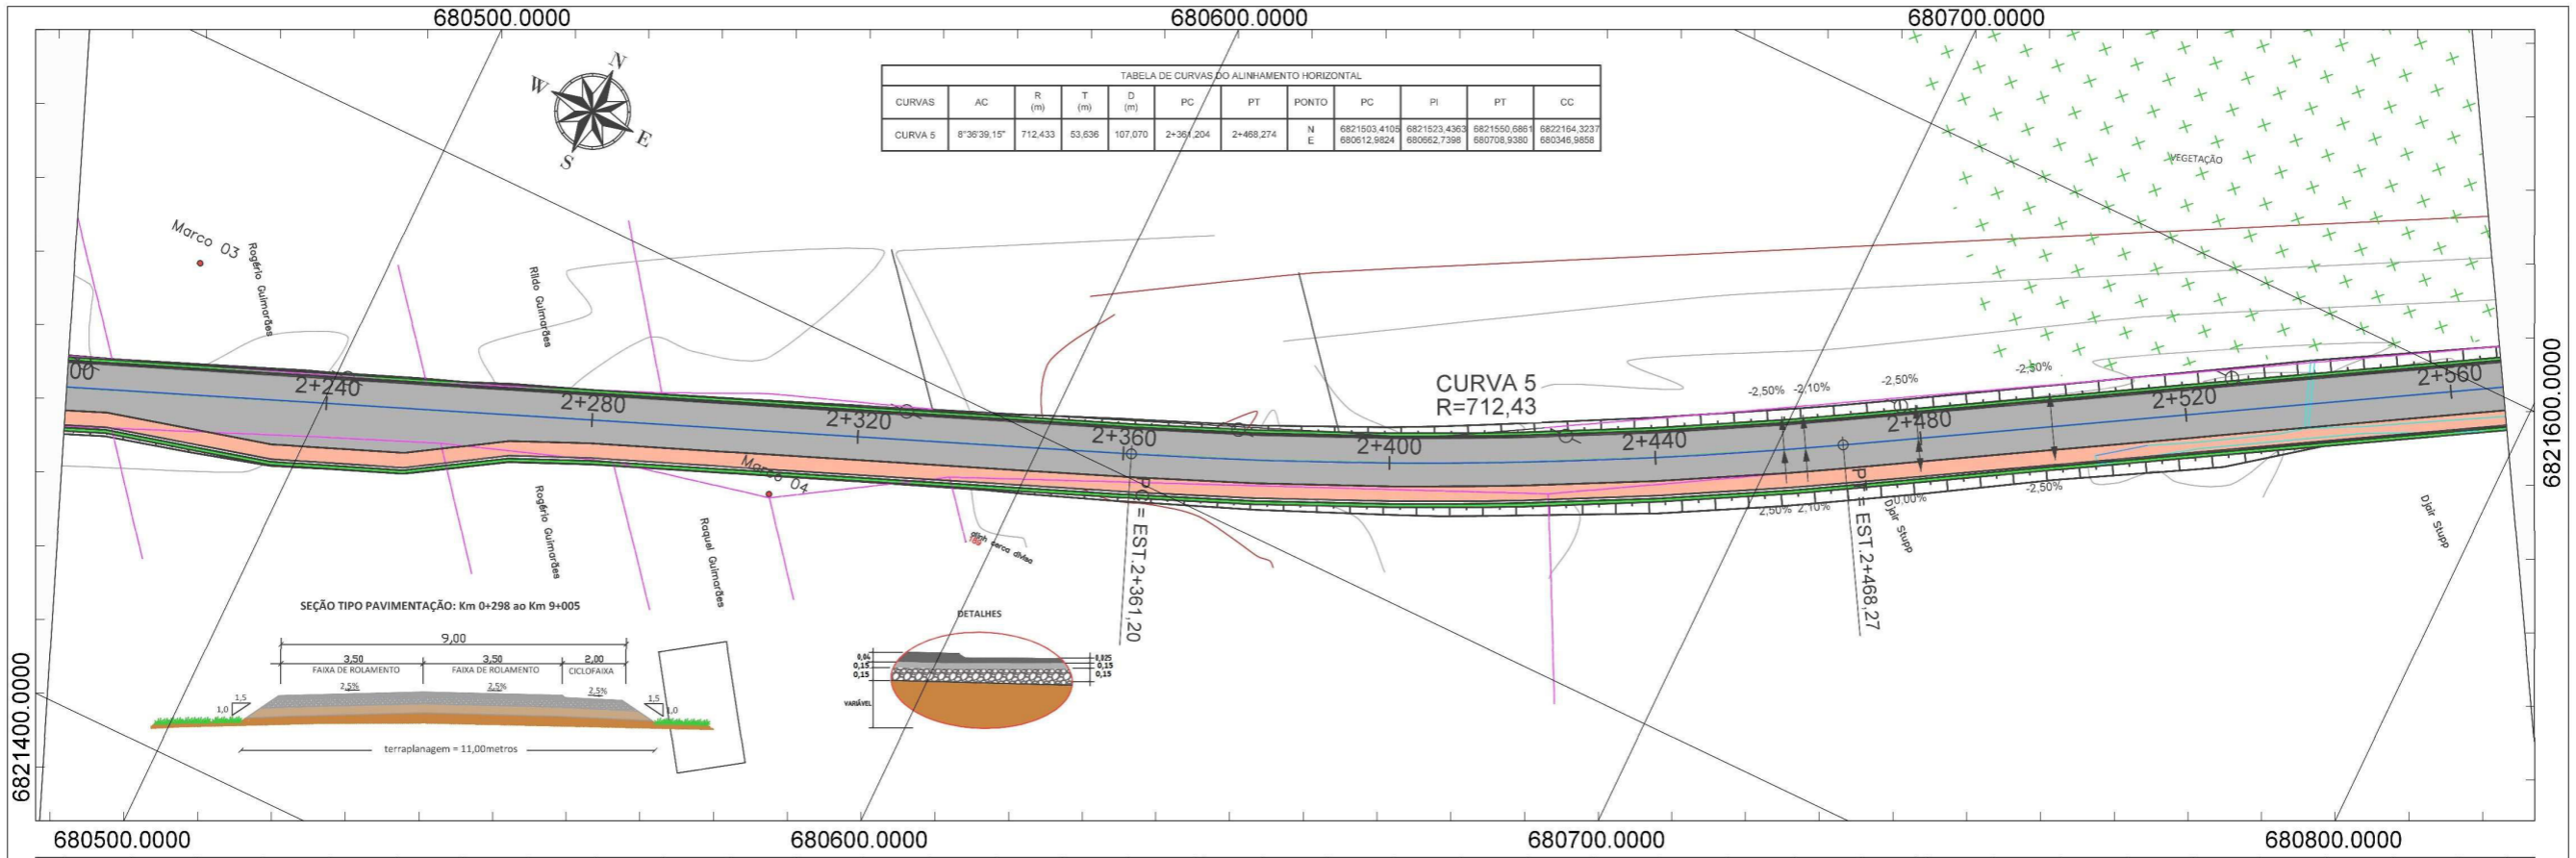 680500.0000
680600.0000
680700.0000
N
W
E
S
TABELA DE CURVAS DO ALINHAMENTO HORIZONTAL
CURVAS AC R (m) T (m) D (m) PC PT PONTO PC PI PT CC
CURVA 5 8°36'39,15" 712,433 53,636 107,070 2+361,204 2+468,274 N 6821503,4105 6821523,4363 6821550,6861 6822164,3237
E 680612,9824 680662,7398 680708,9380 680346,9858
VEGETAÇÃO
Marco 03
Rogério Guimarães
Rildo Guimarães
CURVA 5
R=712,43
-2,50%
-2,10%
-2,50%
-2,50%
00
2+240
2+280
2+320
2+360
2+400
2+440
2+480
2+520
2+560
6821600.0000
Marco 04
Rogério Guimarães
Raquel Guimarães
alinh cerca divisa
PC = EST.2+361,20
PT = EST.2+468,27
2,50%
2,10%
0,00%
-2,50%
Djair Stupp
Djair Stupp
SEÇÃO TIPO PAVIMENTAÇÃO: Km 0+298 ao Km 9+005
9,00
3,50
3,50
2,00
FAIXA DE ROLAMENTO
FAIXA DE ROLAMENTO
CICLOFAIXA
2,5%
2,5%
2,5%
1,5
1,0
1,5
1,0
terraplanagem = 11,00metros
DETALHES
0,04
0,15
0,15
VARIÁVEL
0,025
0,15
0,15
6821400.0000
680500.0000
680600.0000
680700.0000
680800.0000